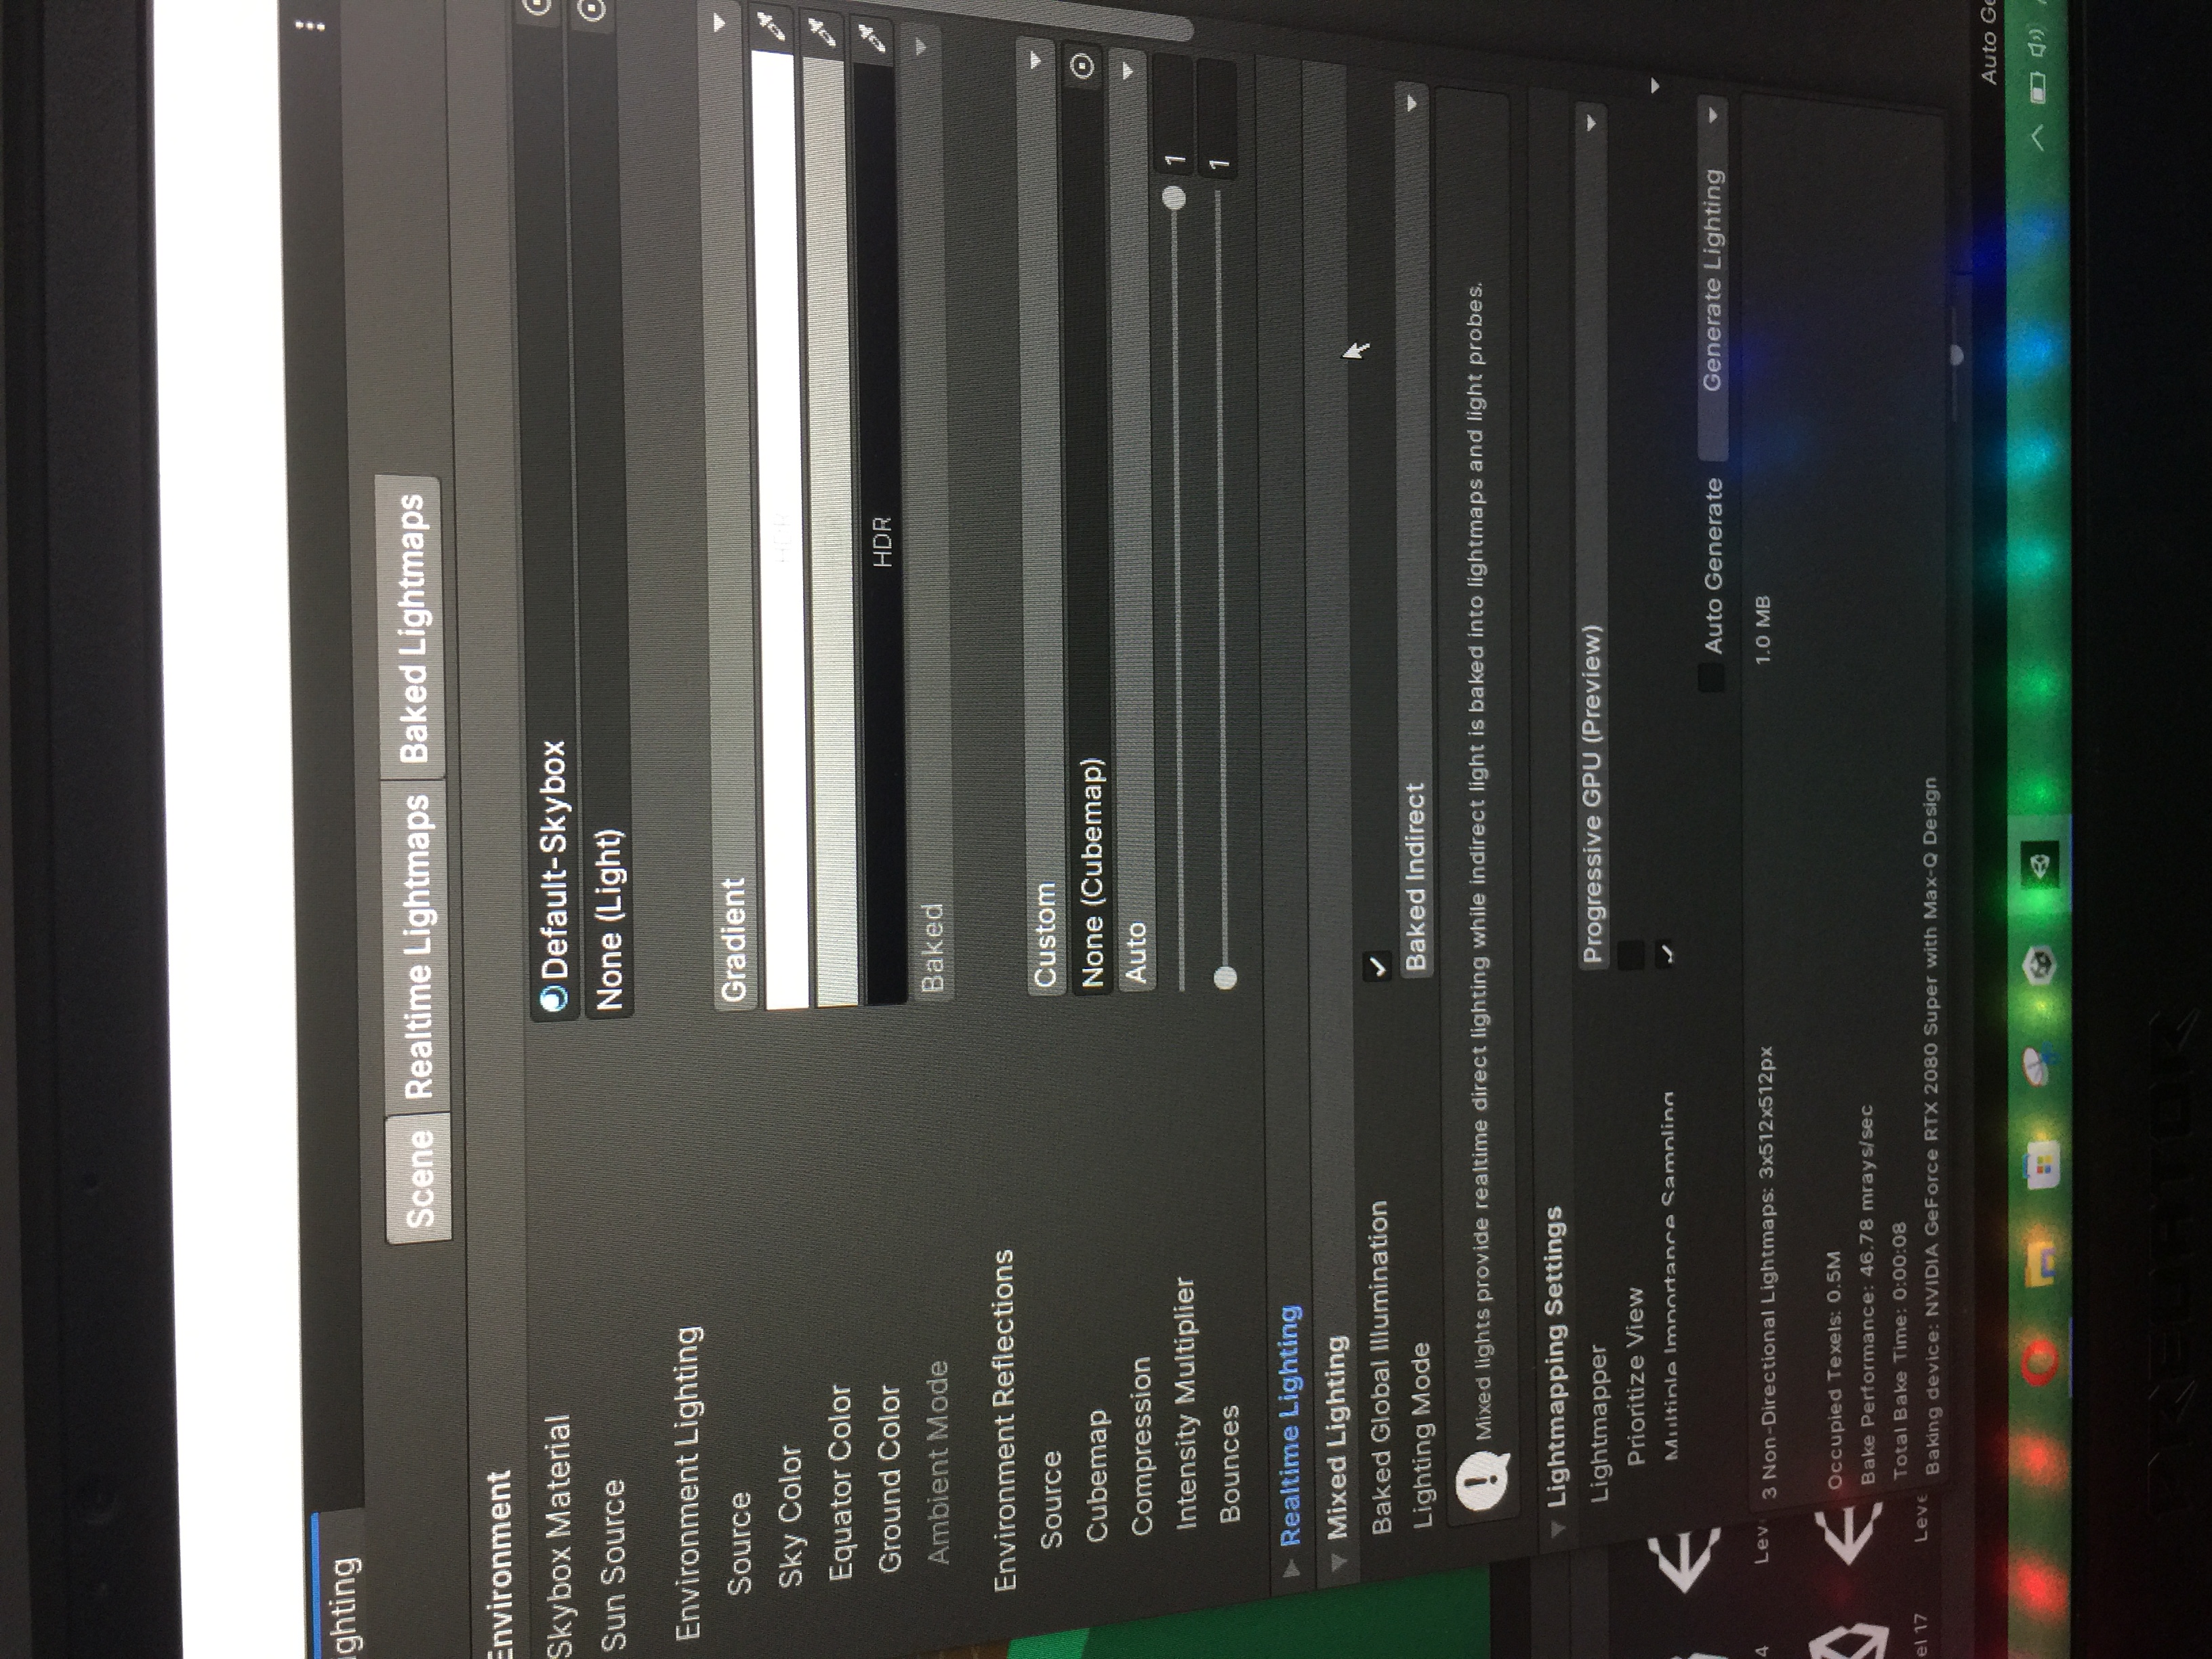 ighting
Scene Realtime Lightmaps Baked Lightmaps
Environment
Skybox Material Default-Skybox
Sun Source None (Light)
Environment Lighting
Source Gradient
Sky Color HDR
Equator Color
Ground Color HDR
Ambient Mode Baked
Environment Reflections
Source Custom
Cubemap None (Cubemap)
Compression Auto
Intensity Multiplier 1
Bounces 1
Realtime Lighting
Mixed Lighting
Baked Global Illumination
Lighting Mode Baked Indirect
Mixed lights provide realtime direct lighting while indirect light is baked into lightmaps and light probes.
Lightmapping Settings
Lightmapper Progressive GPU (Preview)
Prioritize View
Multiple Importance Sampling
Auto Generate Generate Lighting
4 Lev 3 Non-Directional Lightmaps: 3x512x512px 1.0 MB
Occupied Texels: 0.5M
Bake Performance: 46.78 mrays/sec
Total Bake Time: 0:00:08
el 17 Leve Baking device: NVIDIA GeForce RTX 2080 Super with Max-Q Design
Auto Ge
PREDATOR